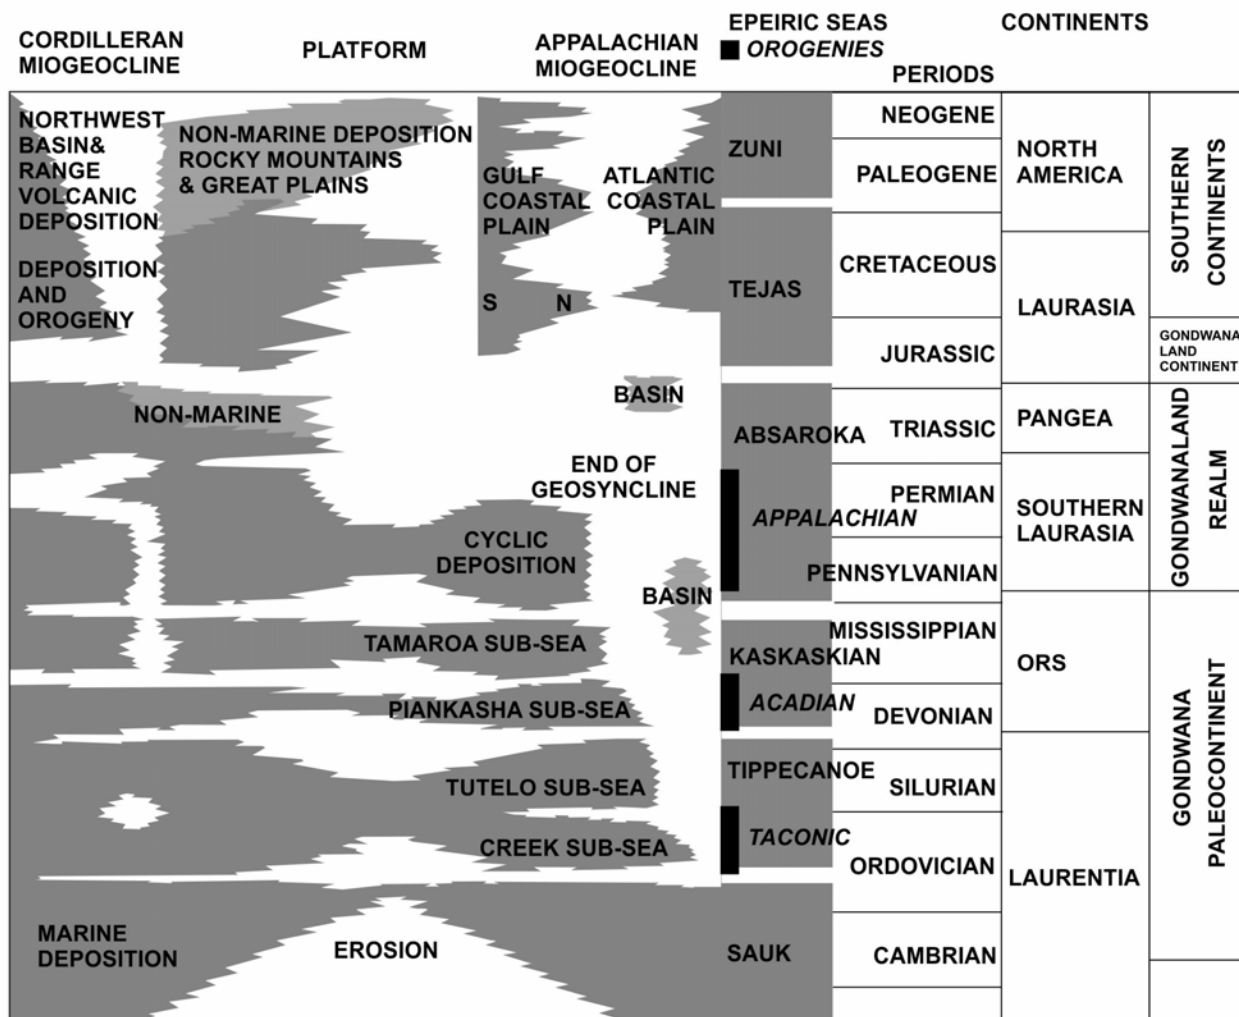 CORDILLERAN
MIOGEOCLINE
PLATFORM
APPALACHIAN
MIOGEOCLINE
EPEIRIC SEAS
OROGENIES
CONTINENTS
PERIODS
NORTHWEST
BASIN&
RANGE
VOLCANIC
DEPOSITION
DEPOSITION
AND
OROGENY
NON-MARINE DEPOSITION
ROCKY MOUNTAINS
& GREAT PLAINS
GULF
COASTAL
PLAIN
S N
ATLANTIC
COASTAL
PLAIN
ZUNI
TEJAS
NEOGENE
PALEOGENE
CRETACEOUS
JURASSIC
NORTH
AMERICA
LAURASIA
SOUTHERN
CONTINENTS
GONDWANA
LAND
CONTINENT
NON-MARINE
BASIN
END OF
GEOSYNCLINE
CYCLIC
DEPOSITION
BASIN
ABSAROKA
APPALACHIAN
TRIASSIC
PERMIAN
PENNSYLVANIAN
PANGEA
SOUTHERN
LAURASIA
GONDWANALAND
REALM
TAMAROA SUB-SEA
PIANKASHA SUB-SEA
KASKASKIAN
ACADIAN
MISSISSIPPIAN
DEVONIAN
ORS
TUTELO SUB-SEA
CREEK SUB-SEA
TIPPECANOE
TACONIC
SILURIAN
ORDOVICIAN
LAURENTIA
GONDWANA
PALEOCONTINENT
MARINE
DEPOSITION
EROSION
SAUK
CAMBRIAN